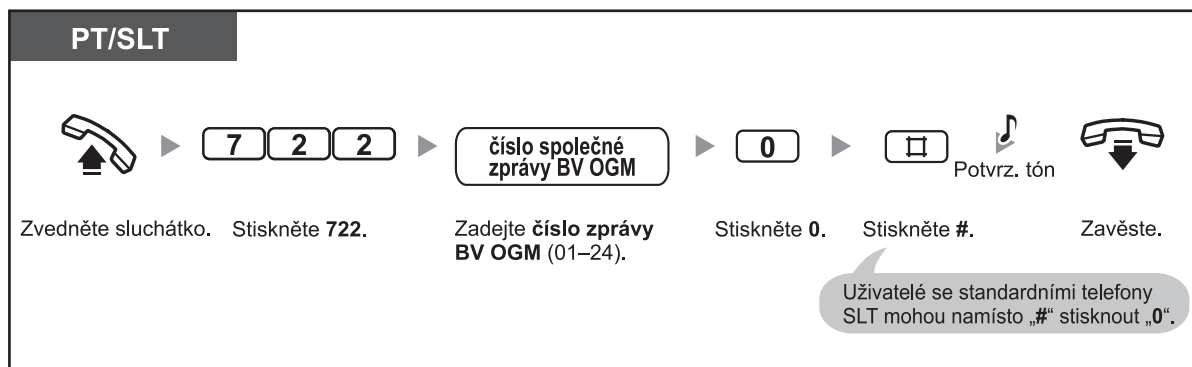 PT/SLT
7 2 2
číslo společné
zprávy BV OGM
0
Potvrz. tón
Zvedněte sluchátko.
Stiskněte 722.
Zadejte číslo zprávy
BV OGM (01–24).
Stiskněte 0.
Stiskněte #.
Zavěste.
Uživatelé se standardními telefony
SLT mohou namísto „#“ stisknout „0“.